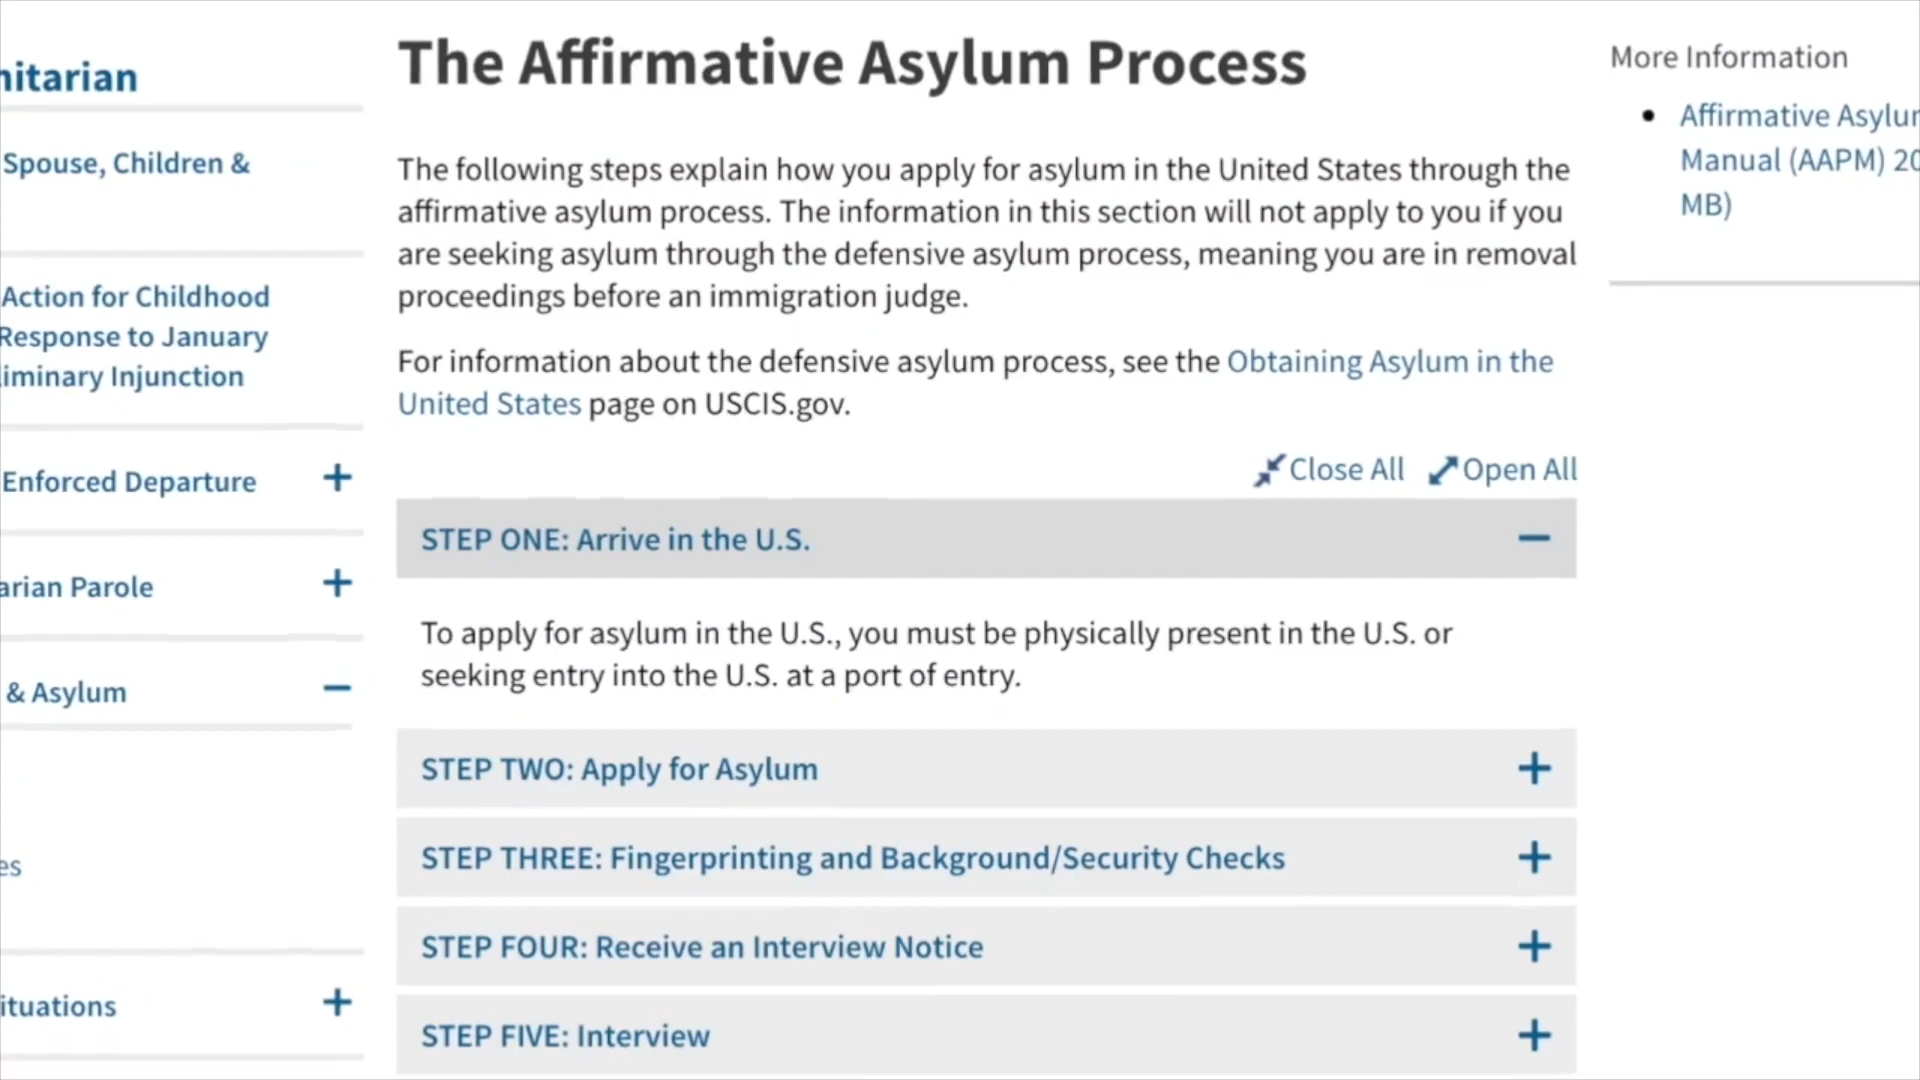 nitarian
Spouse, Children &
Action for Childhood
Response to January
liminary Injunction
Enforced Departure
arian Parole
& Asylum
es
ituations
The Affirmative Asylum Process
The following steps explain how you apply for asylum in the United States through the
affirmative asylum process. The information in this section will not apply to you if you
are seeking asylum through the defensive asylum process, meaning you are in removal
proceedings before an immigration judge.
For information about the defensive asylum process, see the Obtaining Asylum in the
United States page on USCIS.gov.
Close All Open All
STEP ONE: Arrive in the U.S.
To apply for asylum in the U.S., you must be physically present in the U.S. or
seeking entry into the U.S. at a port of entry.
STEP TWO: Apply for Asylum
STEP THREE: Fingerprinting and Background/Security Checks
STEP FOUR: Receive an Interview Notice
STEP FIVE: Interview
More Information
Affirmative Asylum
Manual (AAPM) 20
MB)